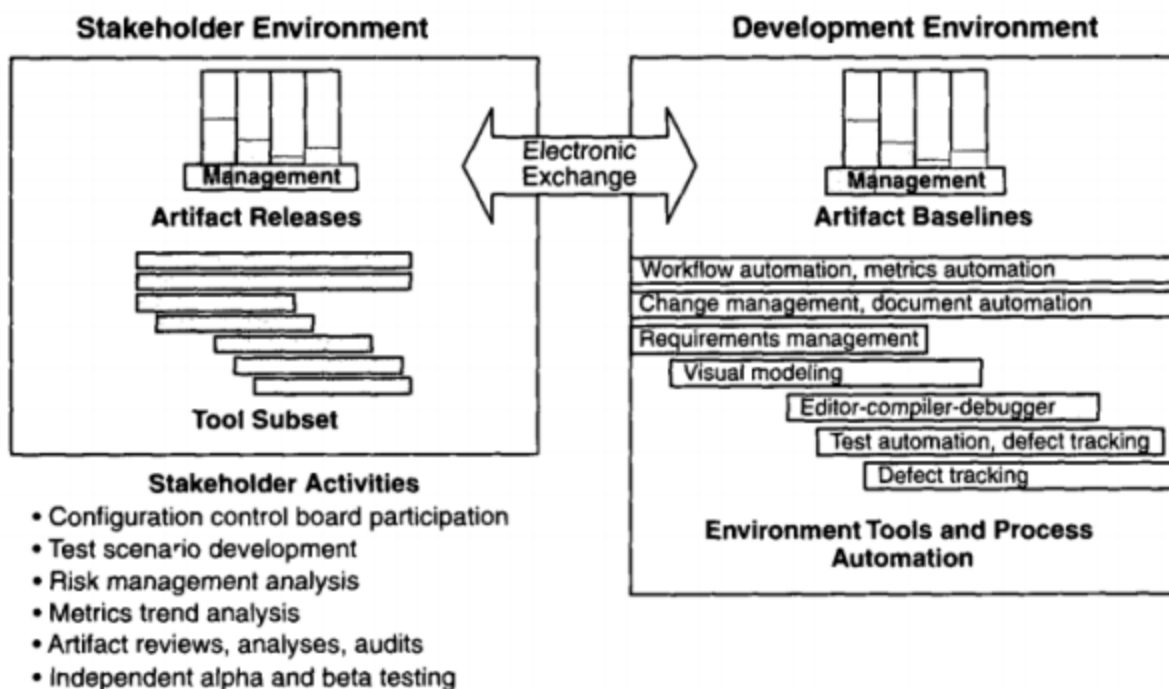 Stakeholder Environment
Management
Artifact Releases
Tool Subset
Stakeholder Activities
• Configuration control board participation
• Test scenario development
• Risk management analysis
• Metrics trend analysis
• Artifact reviews, analyses, audits
• Independent alpha and beta testing
Electronic
Exchange
Development Environment
Management
Artifact Baselines
Workflow automation, metrics automation
Change management, document automation
Requirements management
Visual modeling
Editor-compiler-debugger
Test automation, defect tracking
Defect tracking
Environment Tools and Process
Automation